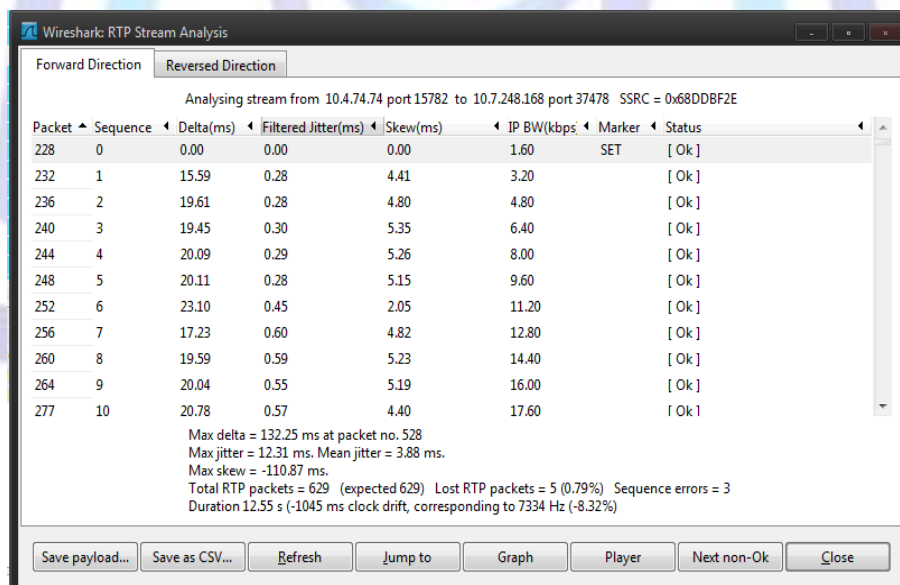 Wireshark: RTP Stream Analysis
Forward Direction Reversed Direction
Analysing stream from 10.4.74.74 port 15782 to 10.7.248.168 port 37478 SSRC = 0x68DDBF2E
Packet Sequence Delta(ms) Filtered Jitter(ms) Skew(ms) IP BW(kbps) Marker Status
228 0 0.00 0.00 0.00 1.60 SET [ Ok ]
232 1 15.59 0.28 4.41 3.20 [ Ok ]
236 2 19.61 0.28 4.80 4.80 [ Ok ]
240 3 19.45 0.30 5.35 6.40 [ Ok ]
244 4 20.09 0.29 5.26 8.00 [ Ok ]
248 5 20.11 0.28 5.15 9.60 [ Ok ]
252 6 23.10 0.45 2.05 11.20 [ Ok ]
256 7 17.23 0.60 4.82 12.80 [ Ok ]
260 8 19.59 0.59 5.23 14.40 [ Ok ]
264 9 20.04 0.55 5.19 16.00 [ Ok ]
277 10 20.78 0.57 4.40 17.60 [ Ok ]
Max delta = 132.25 ms at packet no. 528
Max jitter = 12.31 ms. Mean jitter = 3.88 ms.
Max skew = -110.87 ms.
Total RTP packets = 629 (expected 629) Lost RTP packets = 5 (0.79%) Sequence errors = 3
Duration 12.55 s (-1045 ms clock drift, corresponding to 7334 Hz (-8.32%)
Save payload... Save as CSV... Refresh Jump to Graph Player Next non-Ok Close